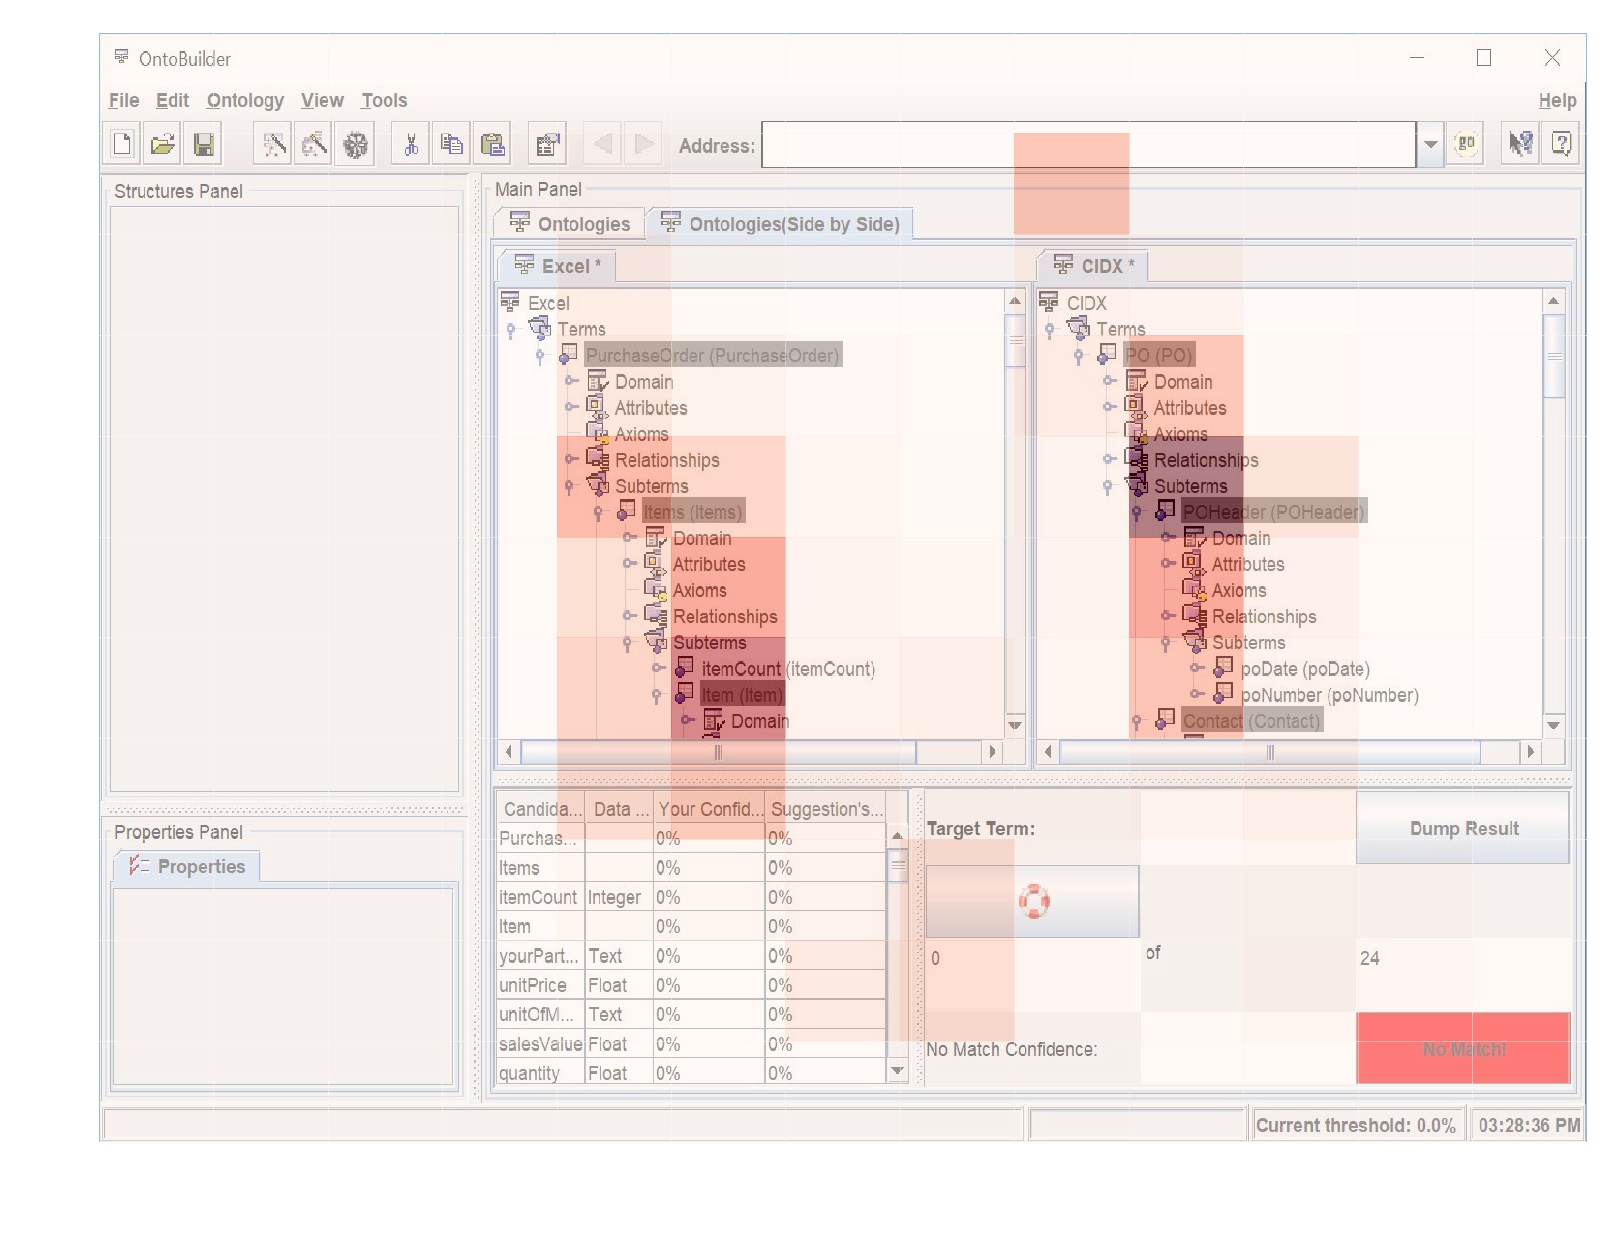 OntoBuilder
File Edit Ontology View Tools Help
Address: go
Structures Panel
Main Panel
Ontologies Ontologies(Side by Side)
Excel *
Excel
Terms
PurchaseOrder (PurchaseOrder)
Domain
Attributes
Axioms
Relationships
Subterms
Items (Items)
Domain
Attributes
Axioms
Relationships
Subterms
itemCount (itemCount)
Item (Item)
Domain
CIDX *
CIDX
Terms
PO (PO)
Domain
Attributes
Axioms
Relationships
Subterms
POHeader (POHeader)
Domain
Attributes
Axioms
Relationships
Subterms
poDate (poDate)
poNumber (poNumber)
Contact (Contact)
Properties Panel
Properties
Candida... Data ... Your Confid... Suggestion's...
Purchas... 0% 0%
Items 0% 0%
itemCount Integer 0% 0%
Item 0% 0%
yourPart... Text 0% 0%
unitPrice Float 0% 0%
unitOfM... Text 0% 0%
salesValue Float 0% 0%
quantity Float 0% 0%
Target Term: Dump Result
0 of 24
No Match Confidence: No Match!
Current threshold: 0.0% 03:28:36 PM